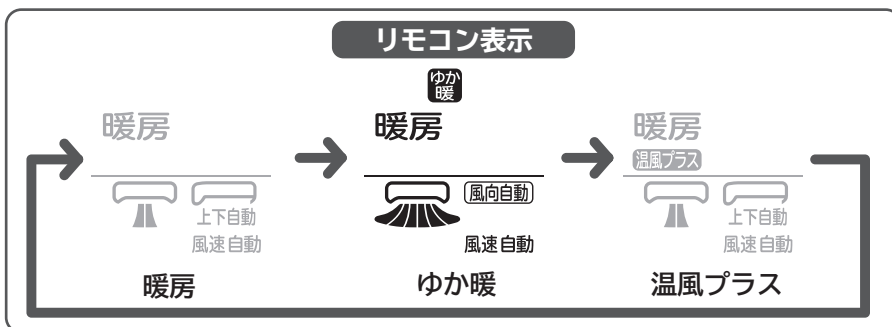 リモコン表示
暖房
上下自動
風速自動
暖房
ゆか
暖
暖房
風向自動
風速自動
ゆか暖
暖房
温風プラス
上下自動
風速自動
温風プラス